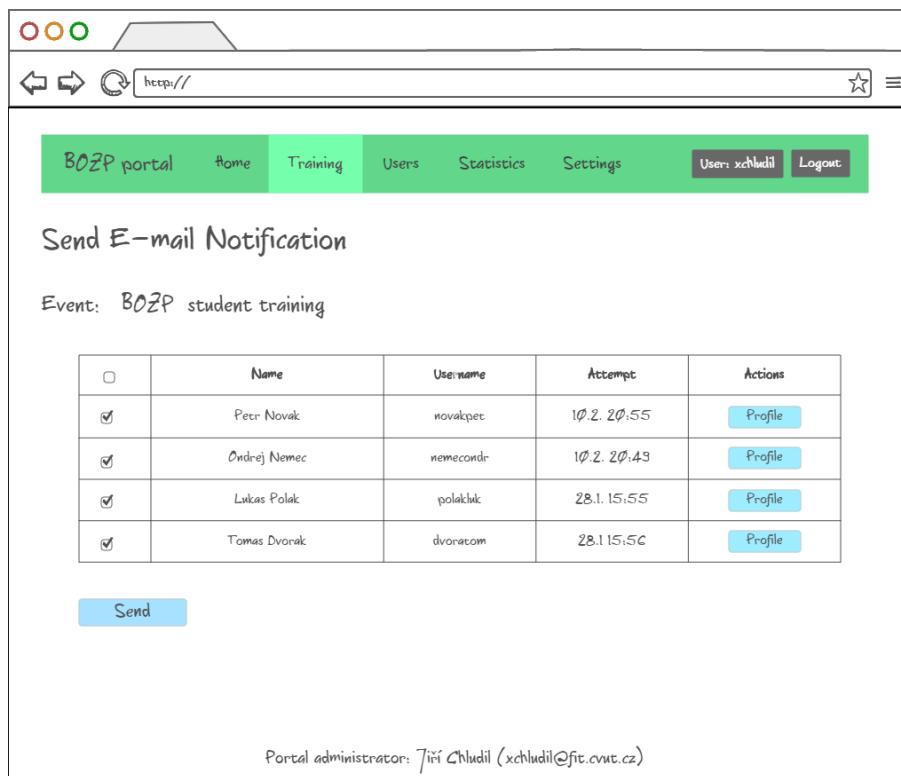 http://
BOZP portal Home Training Users Statistics Settings User: xchludil Logout
Send E-mail Notification
Event: BOZP student training
Name Username Attempt Actions
Petr Novak novakpet 10.2. 20:55 Profile
Ondrej Nemec nemecondr 10.2. 20:49 Profile
Lukas Polak polakluk 28.1. 15:55 Profile
Tomas Dvorak dvoratom 28.1 15:56 Profile
Send
Portal administrator: Jiří Chludil (xchludil@fit.cvut.cz)